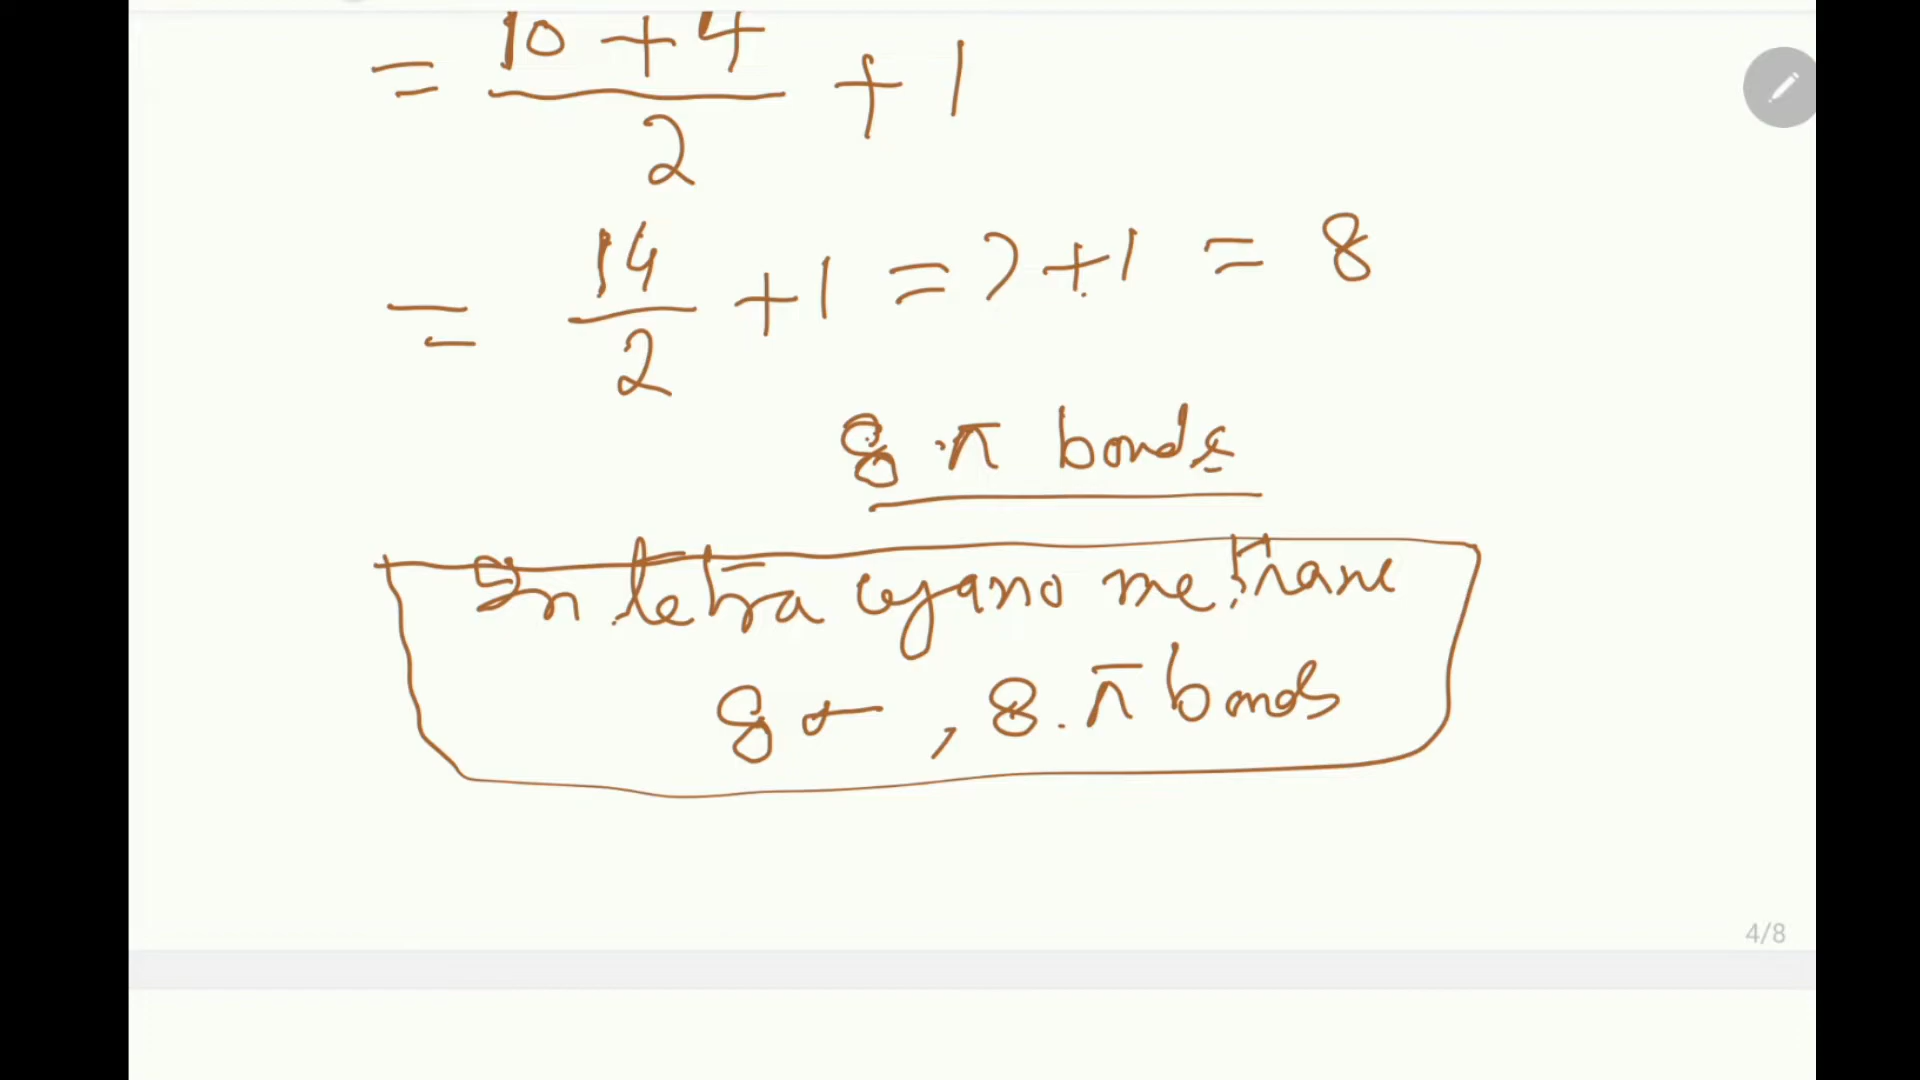 = 10 + 4 / 2 + 1
= 14 / 2 + 1 = 7 + 1 = 8
8 π bonds
In tetra cyano methane
8 σ , 8 . π bonds
4/8